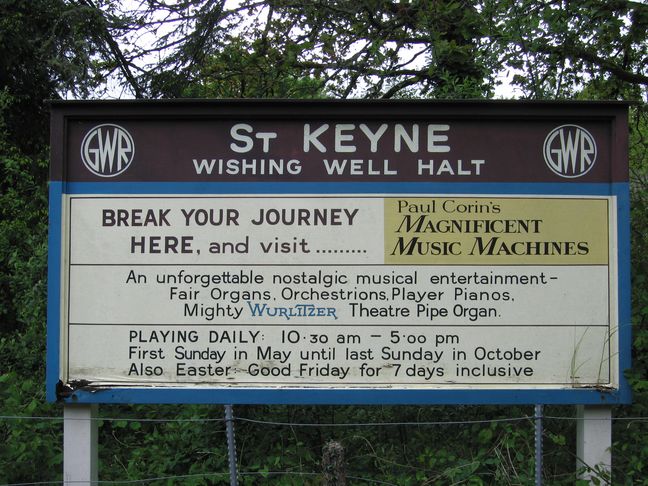 GWR ST KEYNE GWR
WISHING WELL HALT
BREAK YOUR JOURNEY
HERE, and visit .........
Paul Corin's
MAGNIFICENT
MUSIC MACHINES
An unforgettable nostalgic musical entertainment-
Fair Organs, Orchestrions, Player Pianos,
Mighty WURLITZER Theatre Pipe Organ.
PLAYING DAILY: 10.30 am - 5.00 pm
First Sunday in May until last Sunday in October
Also Easter: Good Friday for 7 days inclusive